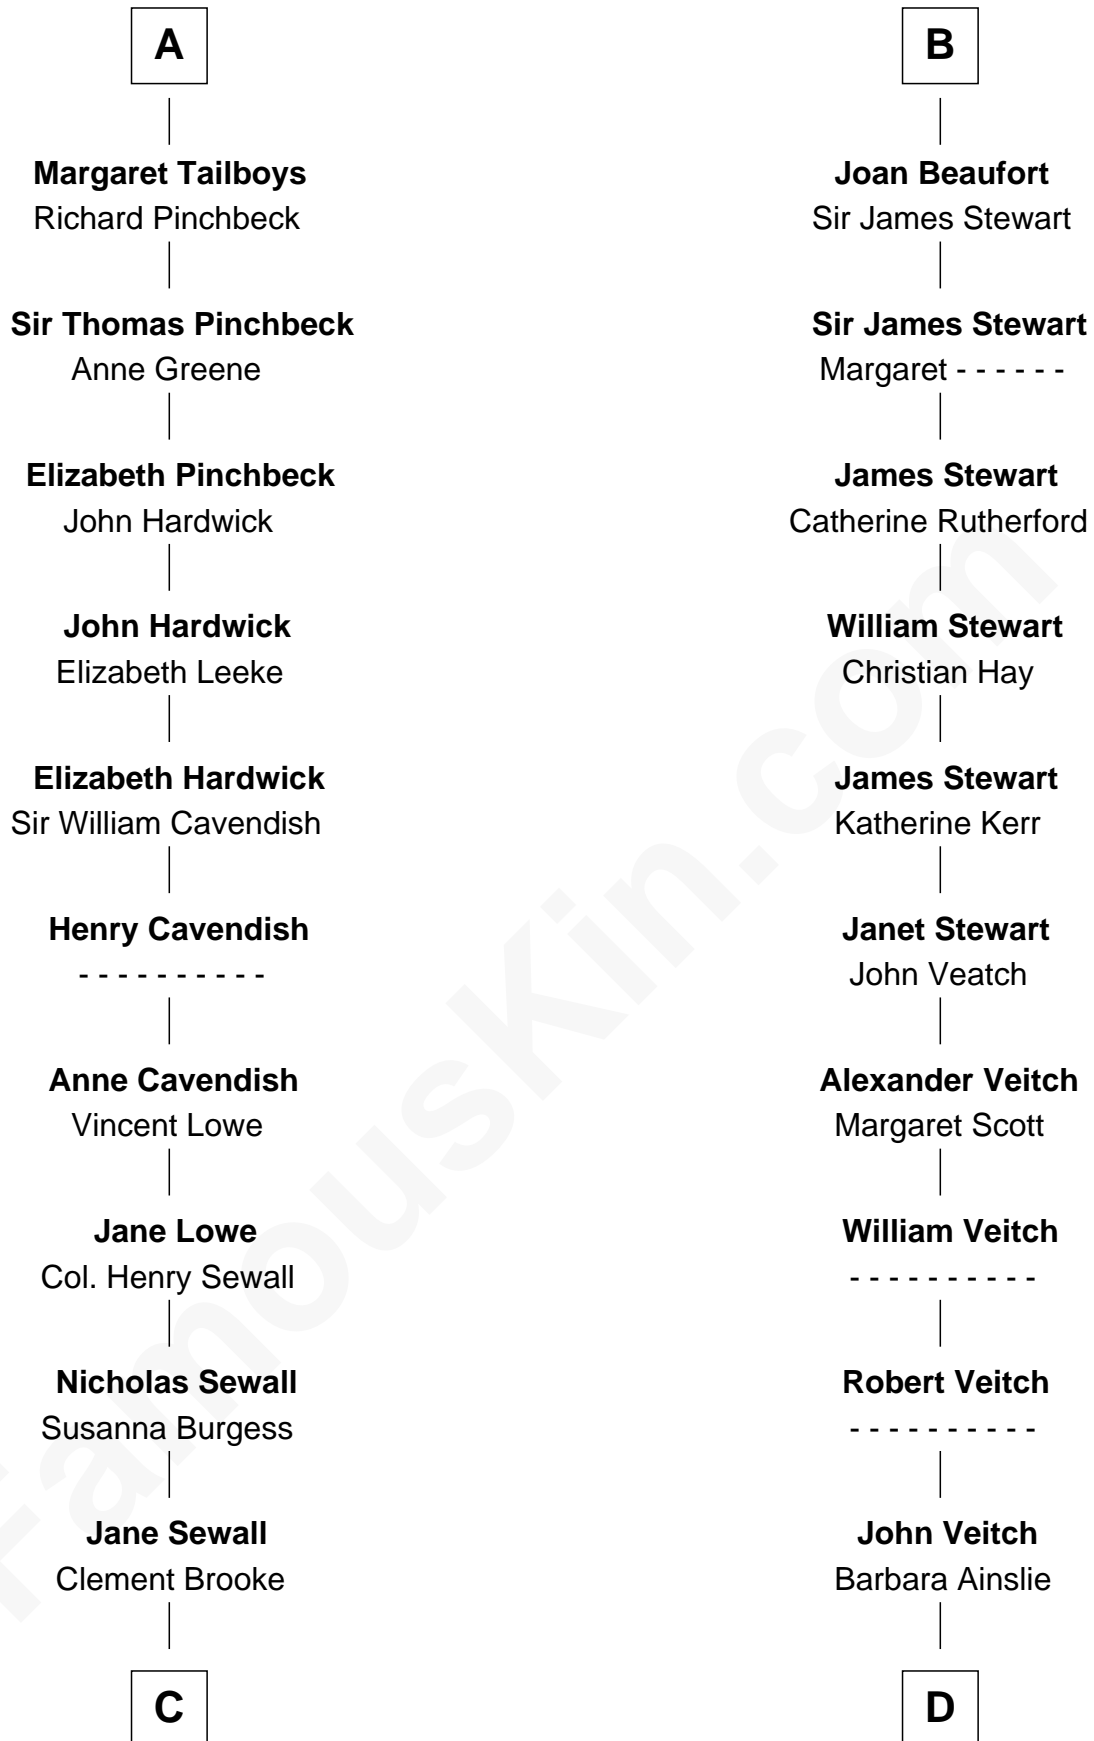 A
Margaret Tailboys
Richard Pinchbeck
Sir Thomas Pinchbeck
Anne Greene
Elizabeth Pinchbeck
John Hardwick
John Hardwick
Elizabeth Leeke
Elizabeth Hardwick
Sir William Cavendish
Henry Cavendish
- - - - - - - - - -
Anne Cavendish
Vincent Lowe
Jane Lowe
Col. Henry Sewall
Nicholas Sewall
Susanna Burgess
Jane Sewall
Clement Brooke
C
B
Joan Beaufort
Sir James Stewart
Sir James Stewart
Margaret - - - - - -
James Stewart
Catherine Rutherford
William Stewart
Christian Hay
James Stewart
Katherine Kerr
Janet Stewart
John Veatch
Alexander Veitch
Margaret Scott
William Veitch
- - - - - - - - - -
Robert Veitch
- - - - - - - - - -
John Veitch
Barbara Ainslie
D
FamousKin.com